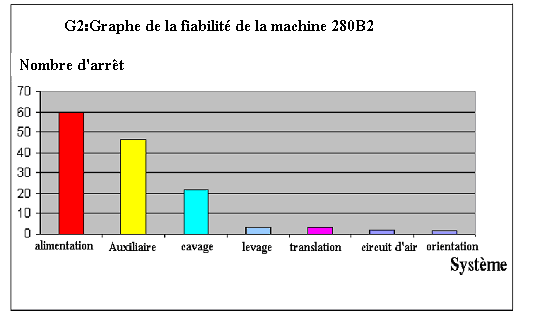 G2:Graphe de la fiabilité de la machine 280B2
Nombre d'arrêt
70
60
50
40
30
20
10
0
alimentation Auxiliaire cavage levage translation circuit d'air orientation
Système